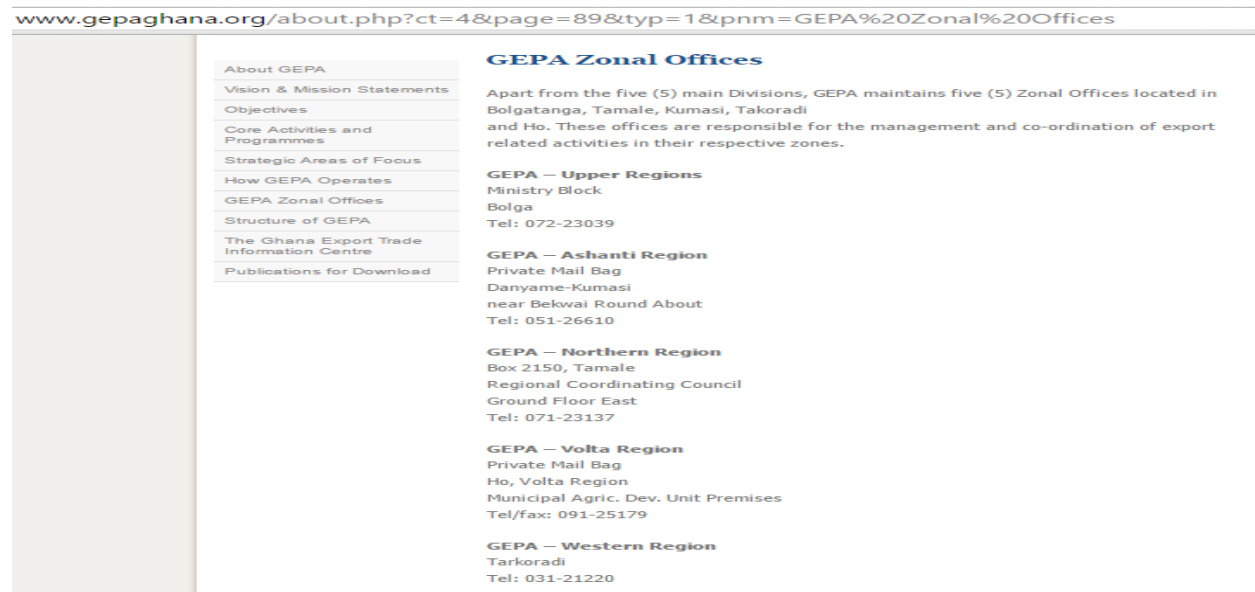 www.gepaghana.org/about.php?ct=4&page=89&typ=1&pnm=GEPA%20Zonal%20Offices
About GEPA
Vision & Mission Statements
Objectives
Core Activities and
Programmes
Strategic Areas of Focus
How GEPA Operates
GEPA Zonal Offices
Structure of GEPA
The Ghana Export Trade
Information Centre
Publications for Download
GEPA Zonal Offices
Apart from the five (5) main Divisions, GEPA maintains five (5) Zonal Offices located in
Bolgatanga, Tamale, Kumasi, Takoradi
and Ho. These offices are responsible for the management and co-ordination of export
related activities in their respective zones.
GEPA – Upper Regions
Ministry Block
Bolga
Tel: 072-23039
GEPA – Ashanti Region
Private Mail Bag
Danyame-Kumasi
near Bekwai Round About
Tel: 051-26610
GEPA – Northern Region
Box 2150, Tamale
Regional Coordinating Council
Ground Floor East
Tel: 071-23137
GEPA – Volta Region
Private Mail Bag
Ho, Volta Region
Municipal Agric. Dev. Unit Premises
Tel/fax: 091-25179
GEPA – Western Region
Tarkoradi
Tel: 031-21220